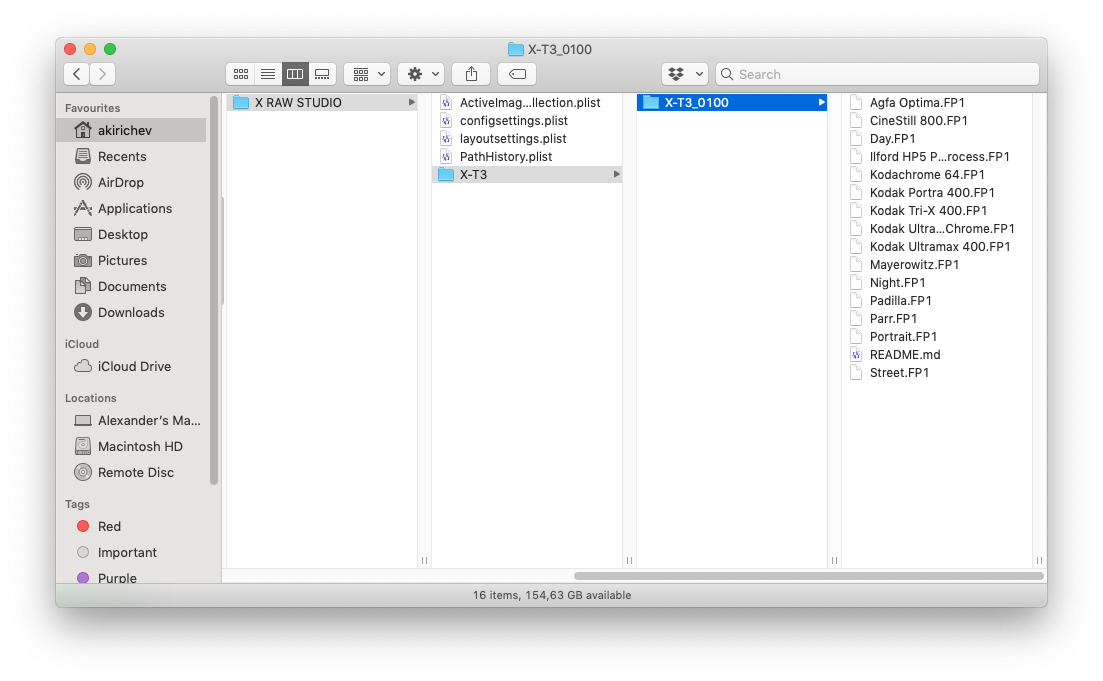 X-T3_0100
Search
Favourites
akirichev
Recents
AirDrop
Applications
Desktop
Pictures
Documents
Downloads
iCloud
iCloud Drive
Locations
Alexander's Ma...
Macintosh HD
Remote Disc
Tags
Red
Important
Purple
X RAW STUDIO
ActiveImag...llection.plist
configsettings.plist
layoutsettings.plist
PathHistory.plist
X-T3
X-T3_0100
Agfa Optima.FP1
CineStill 800.FP1
Day.FP1
Ilford HP5 P...rocess.FP1
Kodachrome 64.FP1
Kodak Portra 400.FP1
Kodak Tri-X 400.FP1
Kodak Ultra...Chrome.FP1
Kodak Ultramax 400.FP1
Mayerowitz.FP1
Night.FP1
Padilla.FP1
Parr.FP1
Portrait.FP1
README.md
Street.FP1
16 items, 154,63 GB available